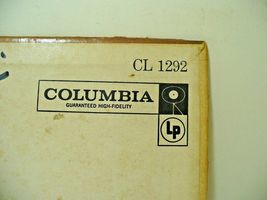 CL 1292
COLUMBIA
GUARANTEED HIGH-FIDELITY
LP